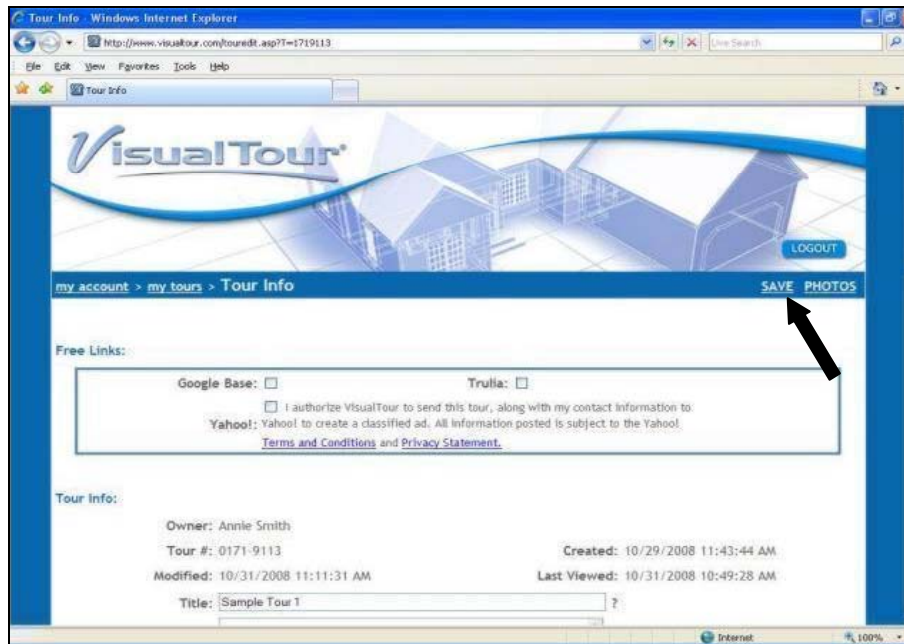 Tour Info - Windows Internet Explorer
http://www.visualtour.com/touredit.asp?T=1719113
Live Search
File Edit View Favorites Tools Help
Tour Info
VisualTour
LOGOUT
my account > my tours > Tour Info SAVE PHOTOS
Free Links:
Google Base: Trulia:
I authorize VisualTour to send this tour, along with my contact information to
Yahoo!: Yahoo! to create a classified ad. All information posted is subject to the Yahoo!
Terms and Conditions and Privacy Statement.
Tour Info:
Owner: Annie Smith
Tour #: 0171-9113 Created: 10/29/2008 11:43:44 AM
Modified: 10/31/2008 11:11:31 AM Last Viewed: 10/31/2008 10:49:28 AM
Title: Sample Tour 1 ?
Internet 100%